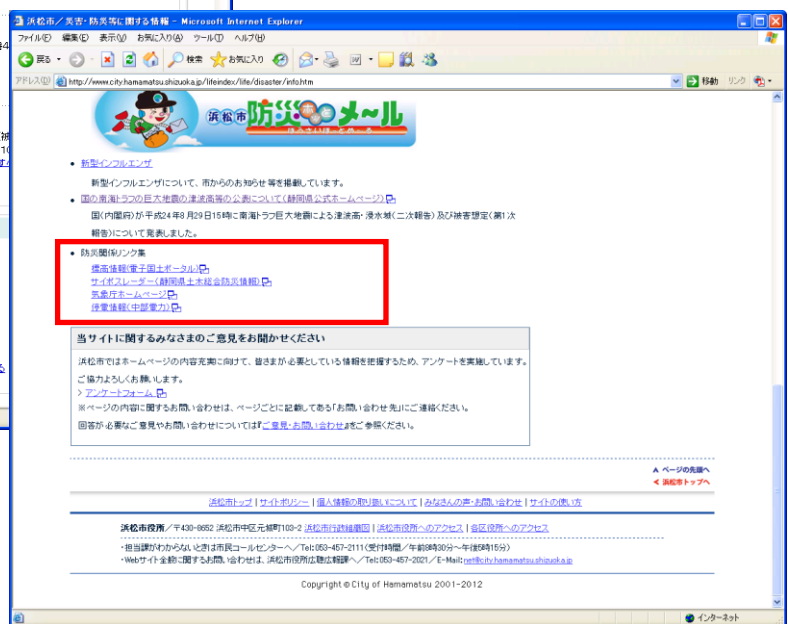 浜松市／災害・防災等に関する情報 - Microsoft Internet Explorer
ファイル(F) 編集(E) 表示(V) お気に入り(A) ツール(T) ヘルプ(H)
戻る 検索 お気に入り
アドレス(D) http://www.city.hamamatsu.shizuoka.jp/lifeindex/life/disaster/info.htm 移動 リンク
浜松市防災ホッとメ～ル
ぼうさいほっとめーる
• 新型インフルエンザ
新型インフルエンザについて、市からのお知らせ等を掲載しています。
• 国の南海トラフの巨大地震の津波高等の公表について(静岡県公式ホームページ)
国(内閣府)が平成24年8月29日15時に南海トラフ巨大地震による津波高・浸水域(二次報告)及び被害想定(第1次
報告)について発表しました。
• 防災関係リンク集
標高情報(電子国土ポータル)
サイポスレーダー(静岡県土木総合防災情報)
気象庁ホームページ
停電情報(中部電力)
当サイトに関するみなさまのご意見をお聞かせください
浜松市ではホームページの内容充実に向けて、皆さまが必要としている情報を把握するため、アンケートを実施しています。
ご協力よろしくお願いします。
> アンケートフォーム
※ページの内容に関するお問い合わせは、ページごとに記載してある「お問い合わせ先」にご連絡ください。
回答が必要なご意見やお問い合わせについては『ご意見・お問い合わせ』をご参照ください。
▲ ページの先頭へ
◀ 浜松市トップへ
浜松市トップ | サイトポリシー | 個人情報の取り扱いについて | みなさんの声・お問い合わせ | サイトの使い方
浜松市役所／〒430-8652 浜松市中区元城町103-2 浜松市行政組織図 | 浜松市役所へのアクセス | 各区役所へのアクセス
・担当課がわからないときは市民コールセンターへ／Tel:053-457-2111(受付時間／午前8時30分～午後5時15分)
・Webサイト全般に関するお問い合わせは、浜松市役所広聴広報課へ／Tel:053-457-2021／E-Mail:net@city.hamamatsu.shizuoka.jp
Copyright © City of Hamamatsu 2001-2012
インターネット